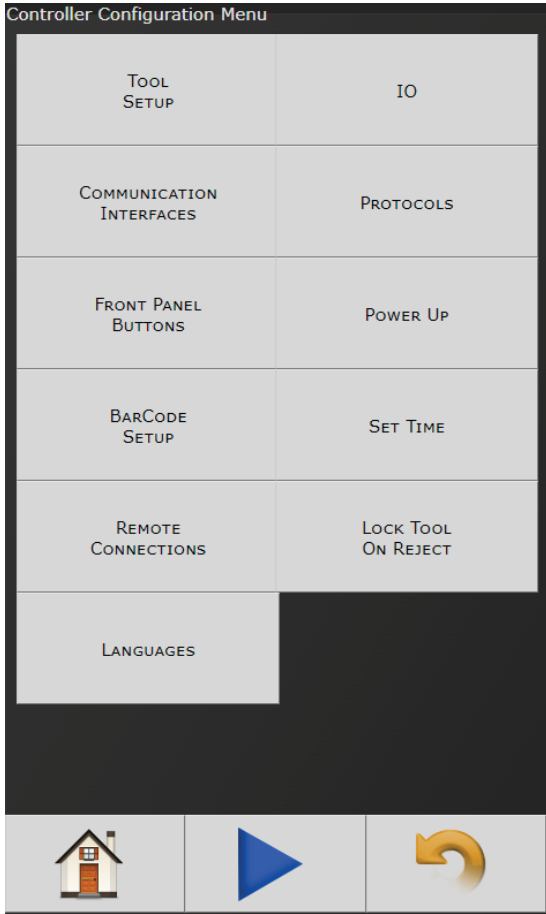 Controller Configuration Menu
Tool
Setup
IO
Communication
Interfaces
Protocols
Front Panel
Buttons
Power Up
BarCode
Setup
Set Time
Remote
Connections
Lock Tool
On Reject
Languages